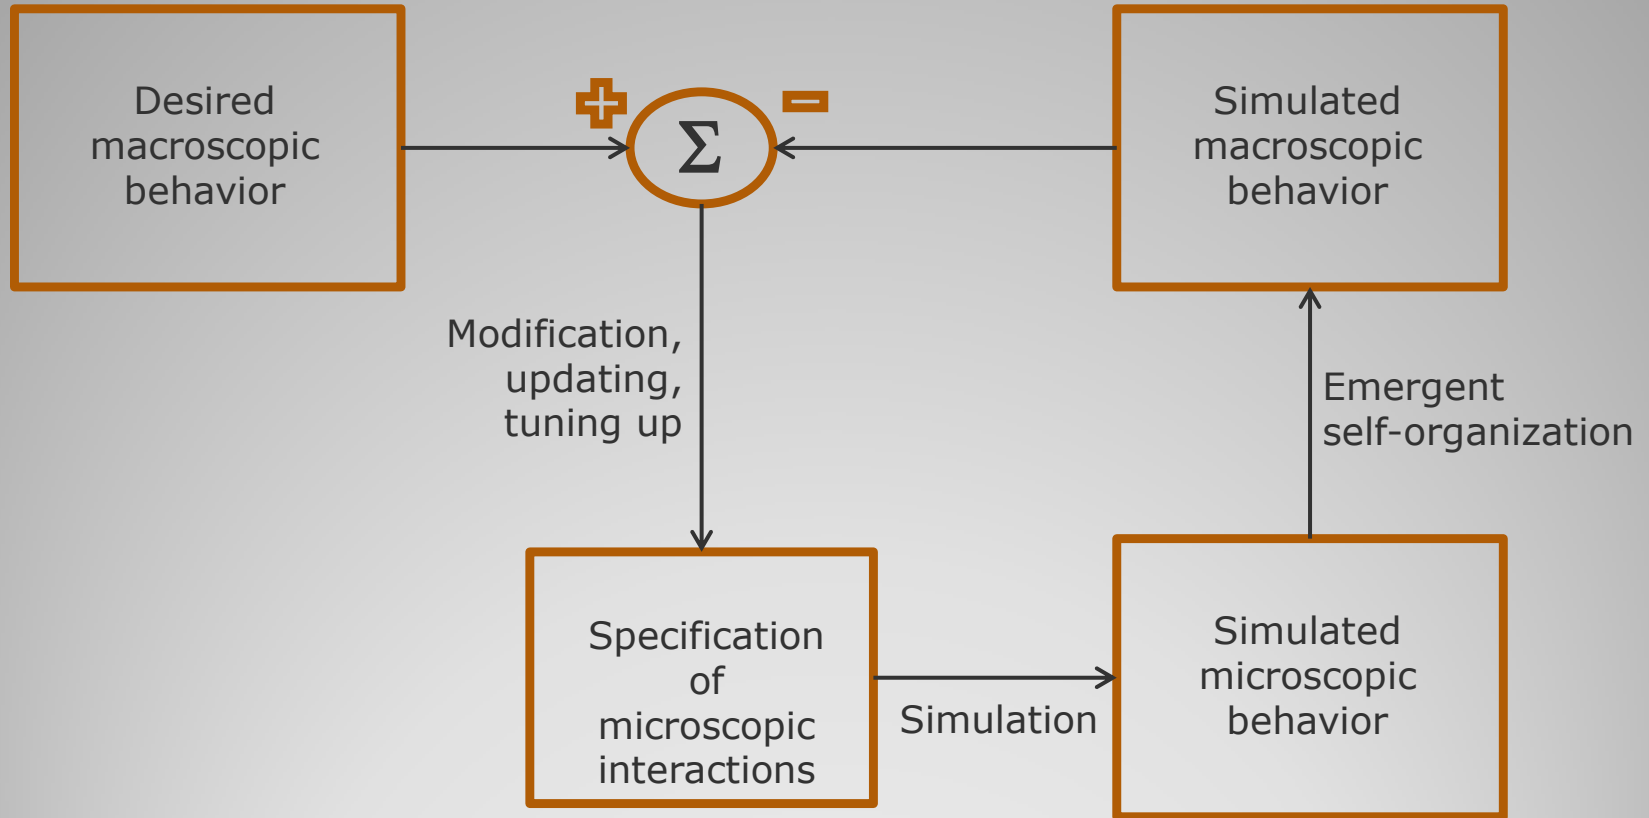 Desired
macroscopic
behavior
+
Σ
−
Simulated
macroscopic
behavior
Modification,
updating,
tuning up
Emergent
self-organization
Specification
of
microscopic
interactions
Simulation
Simulated
microscopic
behavior